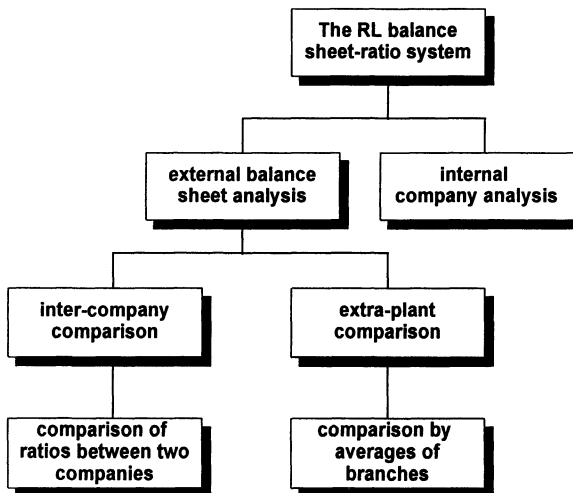 The RL balance
sheet-ratio system
external balance
sheet analysis
internal
company analysis
inter-company
comparison
extra-plant
comparison
comparison of
ratios between two
companies
comparison by
averages of
branches